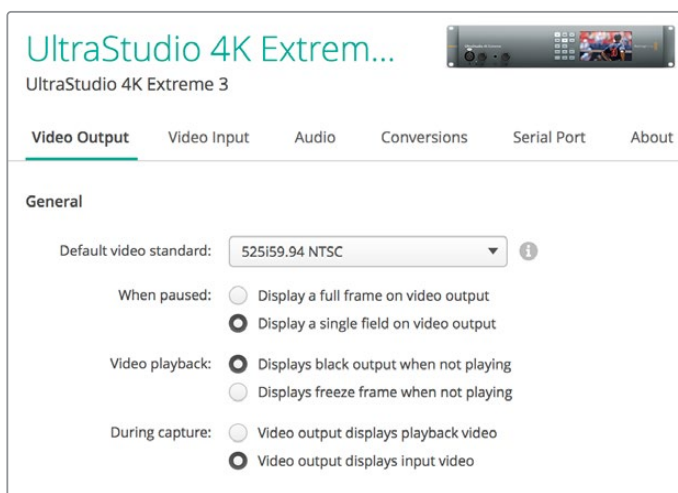 UltraStudio 4K Extrem...
UltraStudio 4K Extreme 3
Video Output Video Input Audio Conversions Serial Port About
General
Default video standard: 525i59.94 NTSC
When paused: Display a full frame on video output
Display a single field on video output
Video playback: Displays black output when not playing
Displays freeze frame when not playing
During capture: Video output displays playback video
Video output displays input video